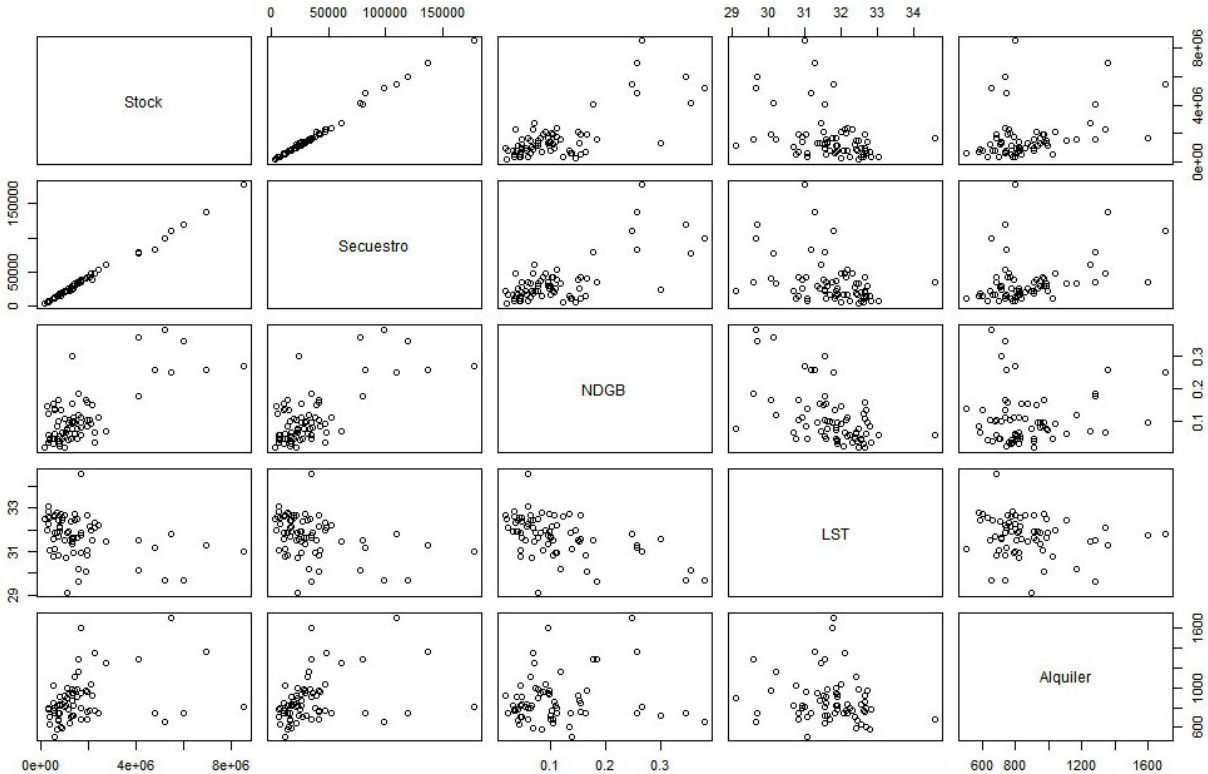 0 50000 100000 150000
29 30 31 32 33 34
Stock
0e+00 4e+06 8e+06
0 50000 150000
Secuestro
NDGB
0.1 0.2 0.3
29 31 33
LST
Alquiler
600 1000 1600
0e+00 4e+06 8e+06
0.1 0.2 0.3
600 800 1200 1600